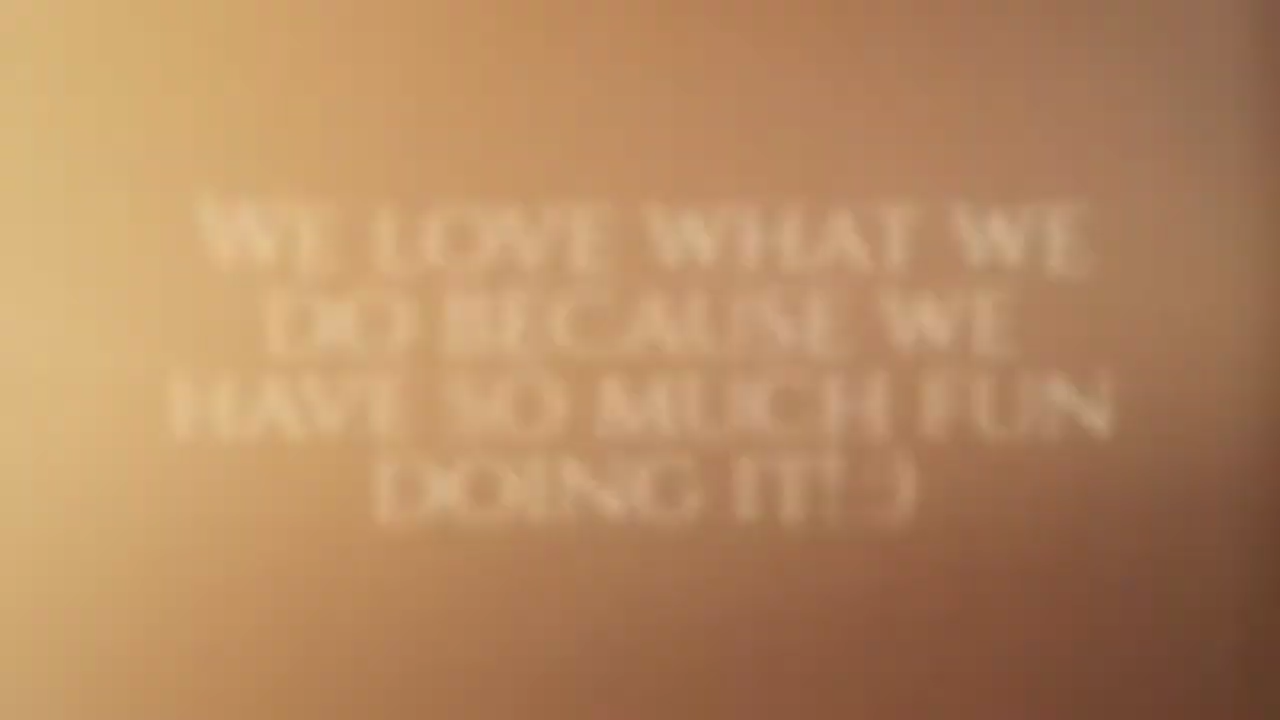 WE LOVE WHAT WE
DO BECAUSE WE
HAVE SO MUCH FUN
DOING IT! :)